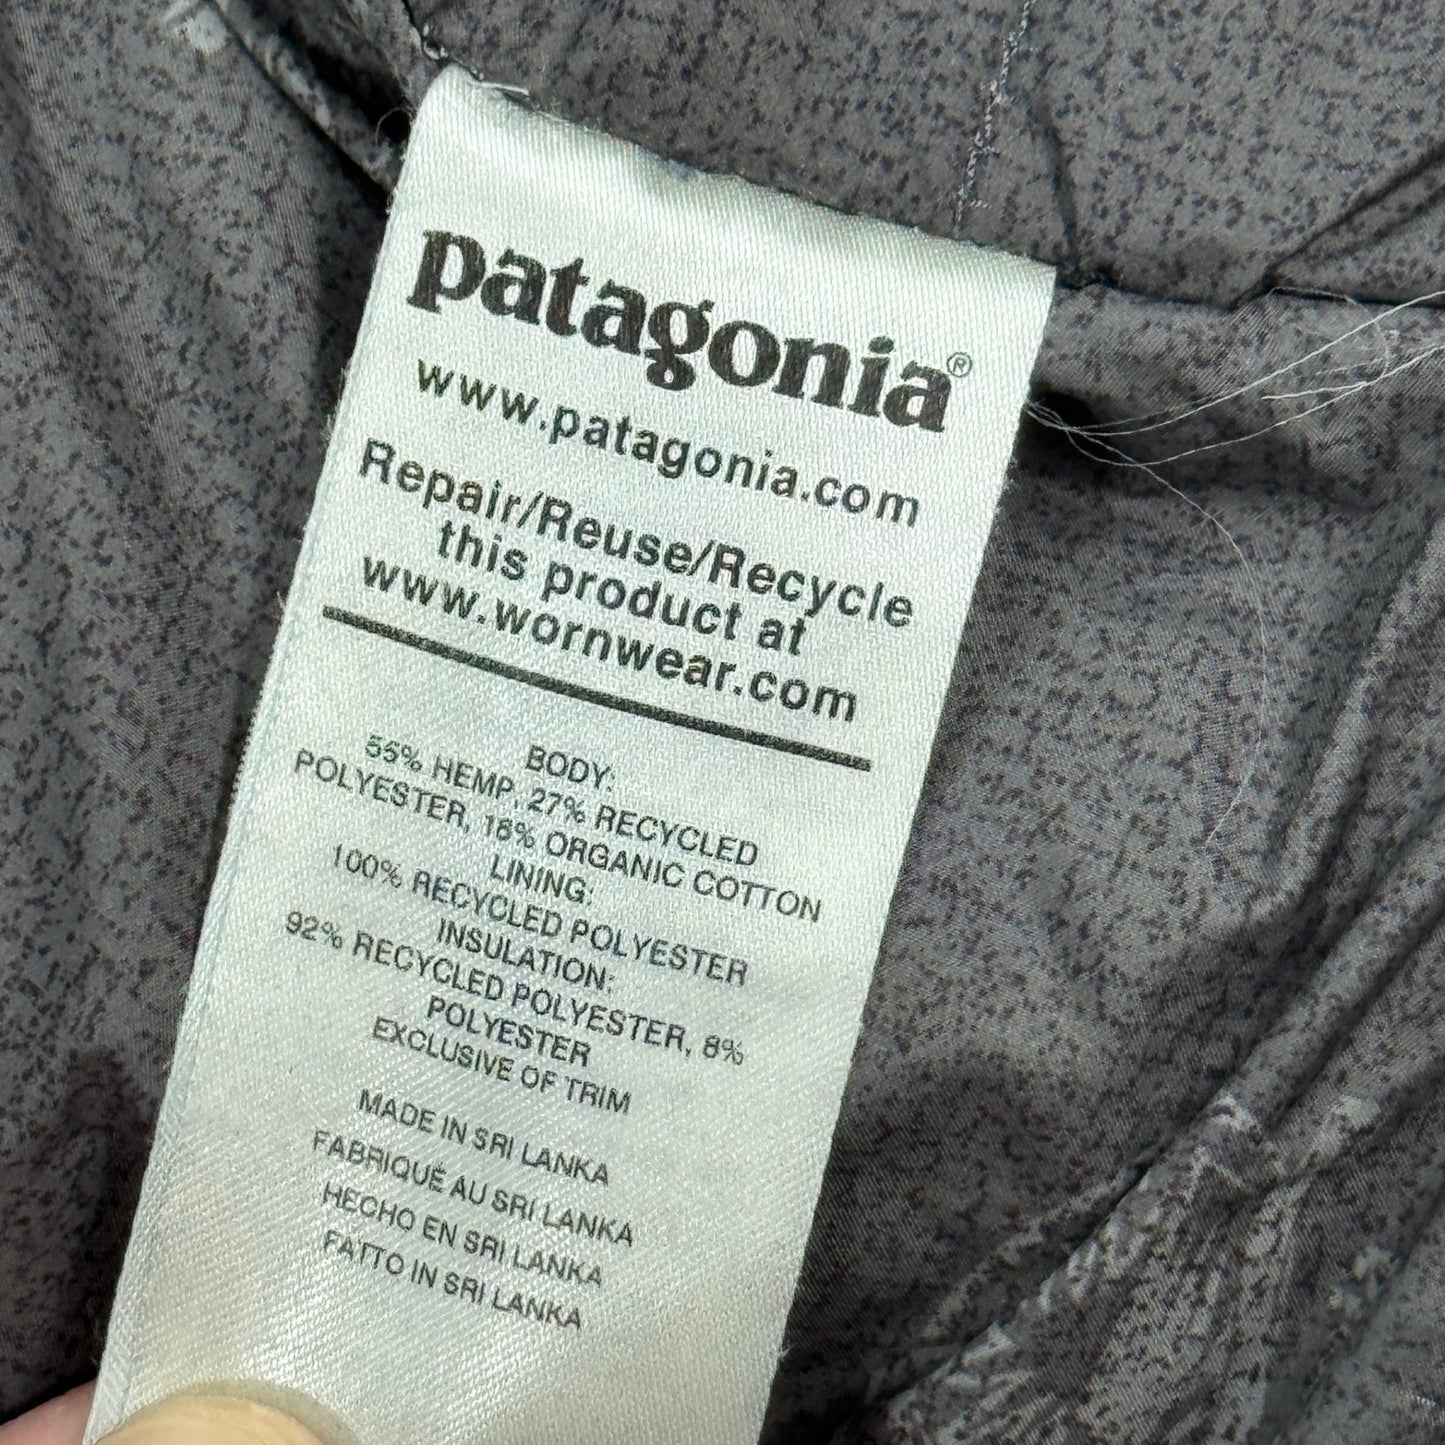 patagonia®
www.patagonia.com
Repair/Reuse/Recycle
this product at
www.wornwear.com
BODY:
55% HEMP, 27% RECYCLED
POLYESTER, 18% ORGANIC COTTON
LINING:
100% RECYCLED POLYESTER
INSULATION:
92% RECYCLED POLYESTER, 8%
POLYESTER
EXCLUSIVE OF TRIM
MADE IN SRI LANKA
FABRIQUÉ AU SRI LANKA
HECHO EN SRI LANKA
FATTO IN SRI LANKA